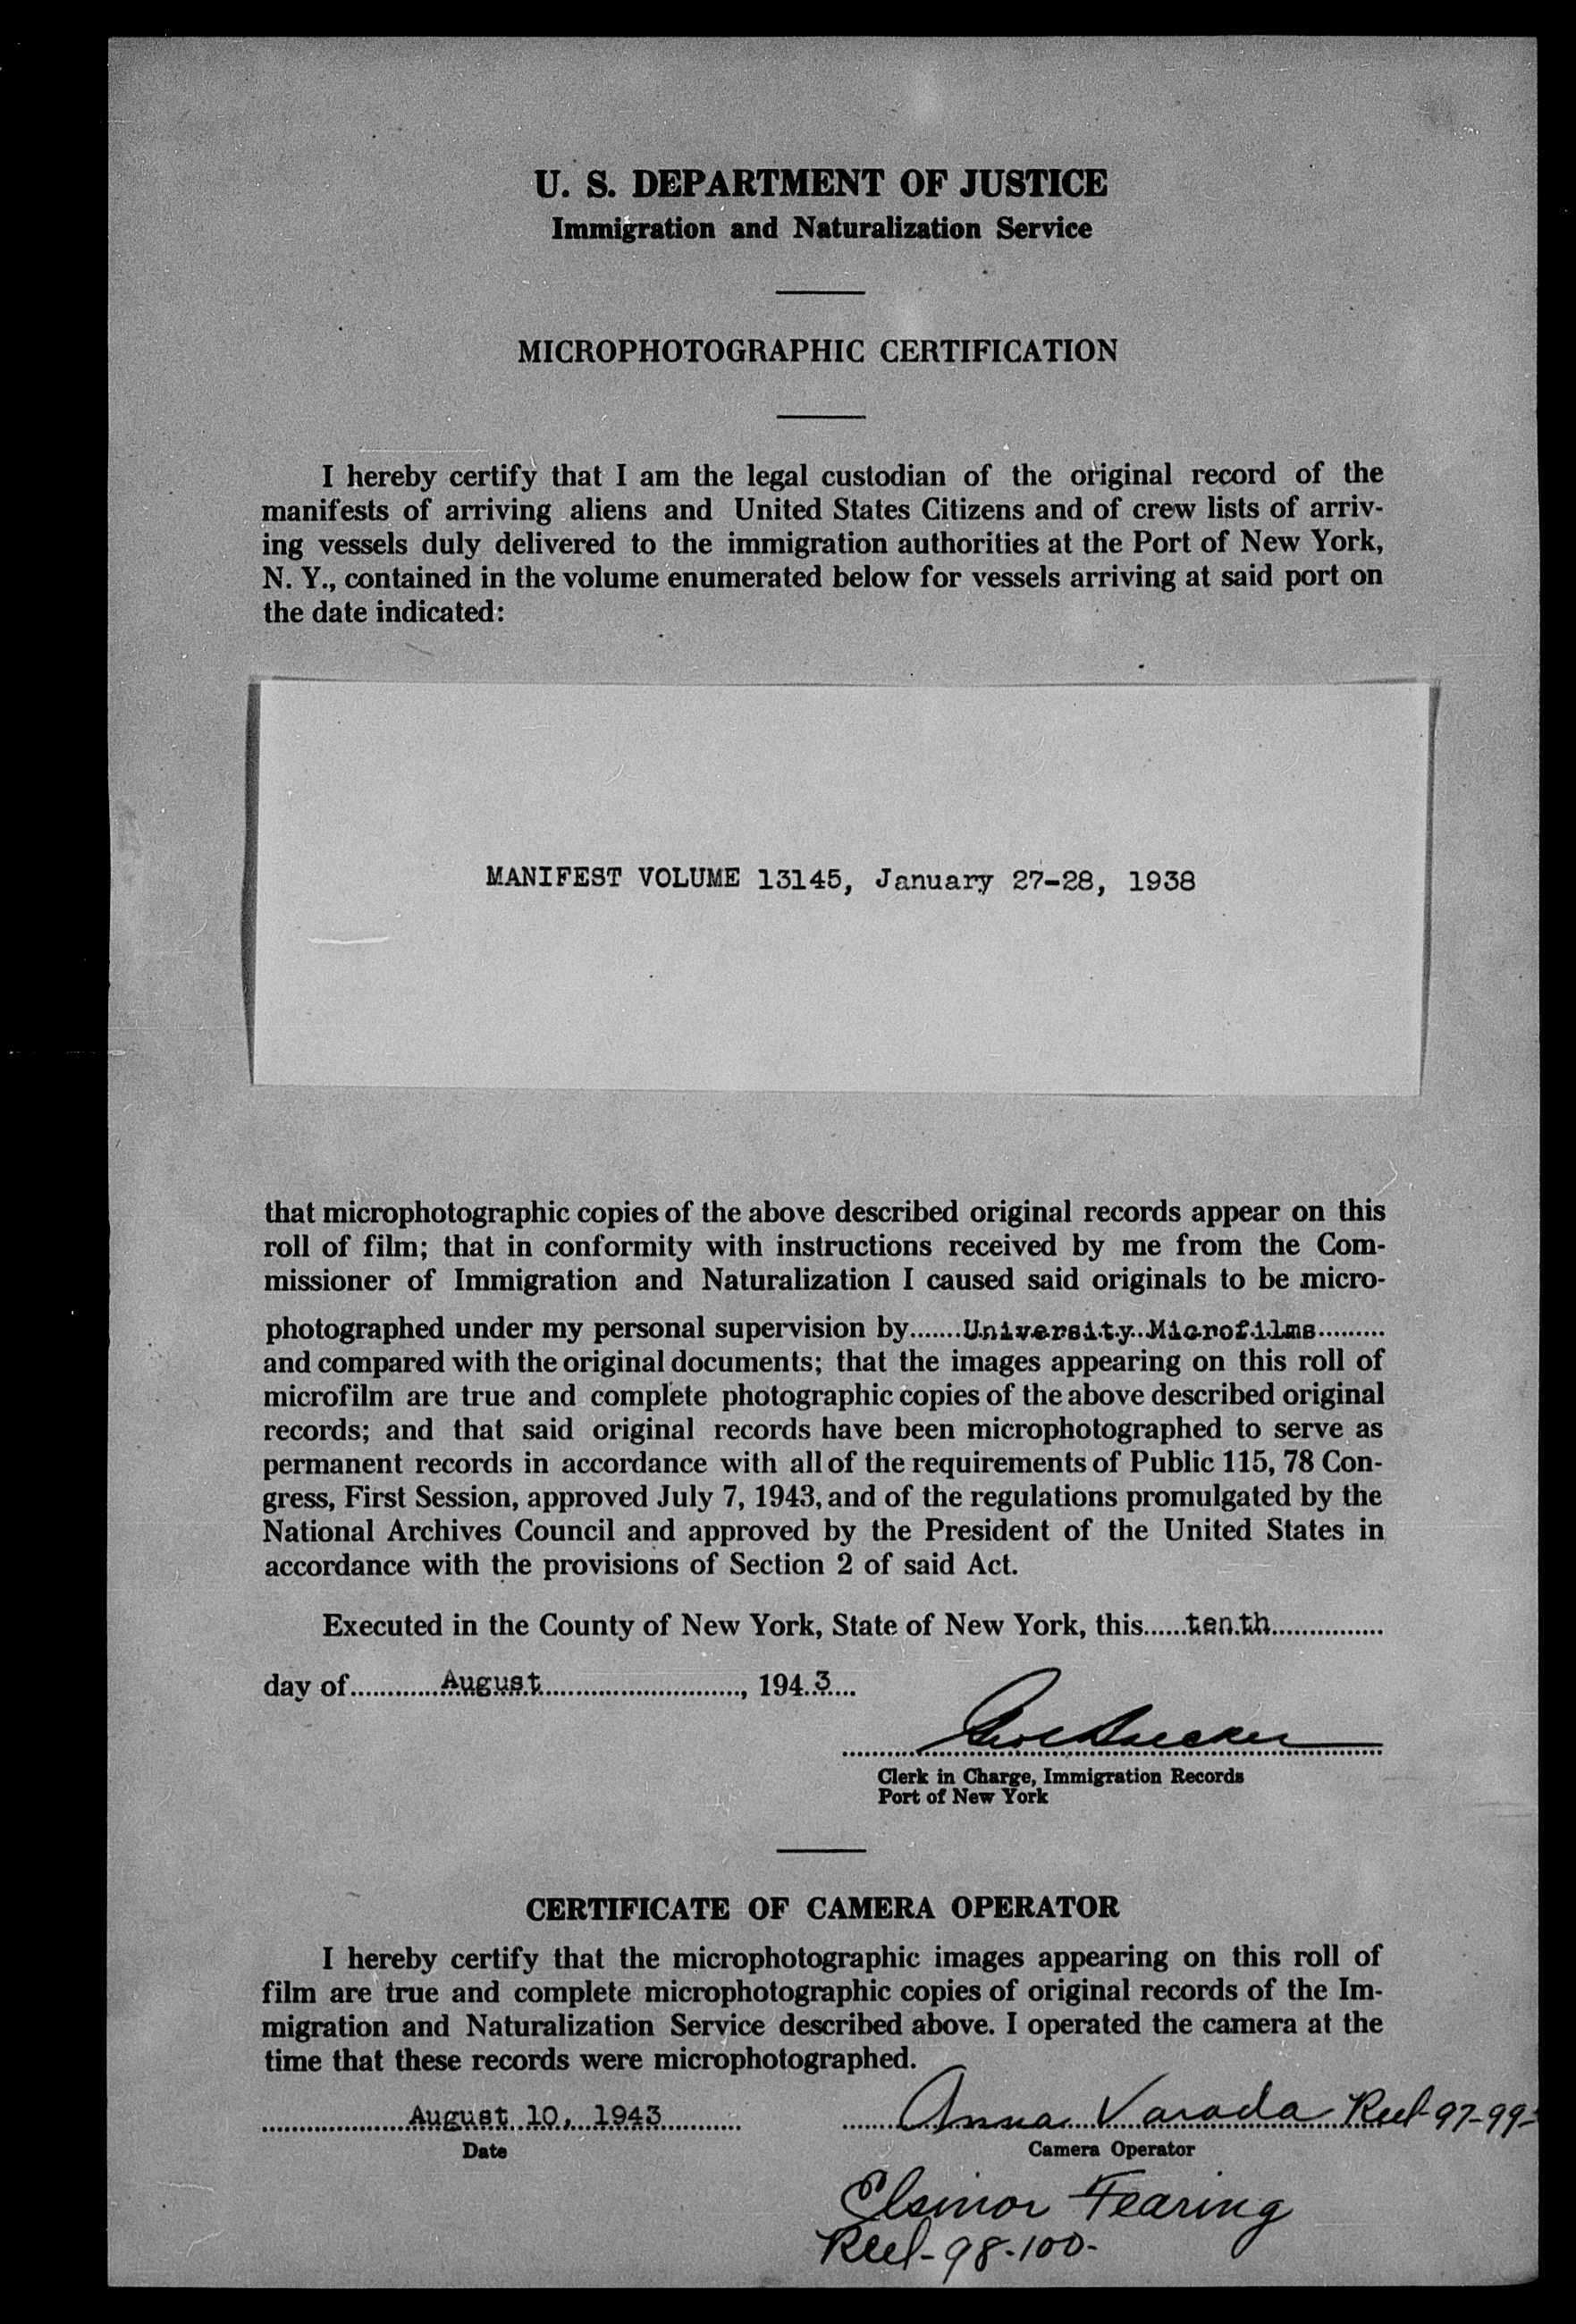 U. S. DEPARTMENT OF JUSTICE
Immigration and Naturalization Service
MICROPHOTOGRAPHIC CERTIFICATION
I hereby certify that I am the legal custodian of the original record of the
manifests of arriving aliens and United States Citizens and of crew lists of arriv-
ing vessels duly delivered to the immigration authorities at the Port of New York,
N. Y., contained in the volume enumerated below for vessels arriving at said port on
the date indicated:
MANIFEST VOLUME 13145, January 27-28, 1938
that microphotographic copies of the above described original records appear on this
roll of film; that in conformity with instructions received by me from the Com-
missioner of Immigration and Naturalization I caused said originals to be micro-
photographed under my personal supervision by University Microfilms
and compared with the original documents; that the images appearing on this roll of
microfilm are true and complete photographic copies of the above described original
records; and that said original records have been microphotographed to serve as
permanent records in accordance with all of the requirements of Public 115, 78 Con-
gress, First Session, approved July 7, 1943, and of the regulations promulgated by the
National Archives Council and approved by the President of the United States in
accordance with the provisions of Section 2 of said Act.
Executed in the County of New York, State of New York, this tenth
day of August, 1943
Clerk in Charge, Immigration Records
Port of New York
CERTIFICATE OF CAMERA OPERATOR
I hereby certify that the microphotographic images appearing on this roll of
film are true and complete microphotographic copies of original records of the Im-
migration and Naturalization Service described above. I operated the camera at the
time that these records were microphotographed.
August 10, 1943 Anna Varada Reel-97-99-
Date Camera Operator
Elsinor Fearing
Reel-98-100-